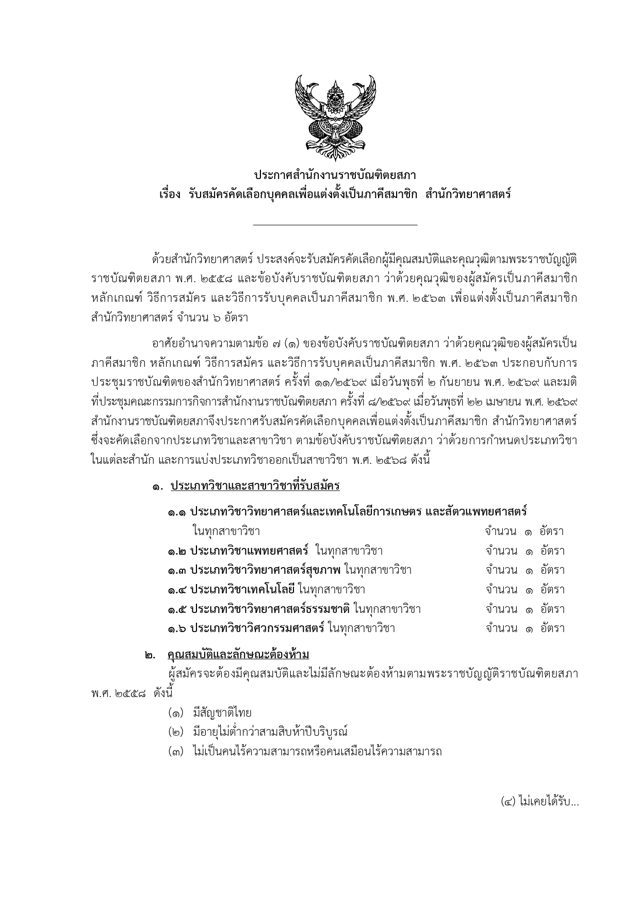 ประกาศสำนักงานราชบัณฑิตยสภา
เรื่อง รับสมัครคัดเลือกบุคคลเพื่อแต่งตั้งเป็นภาคีสมาชิก สำนักวิทยาศาสตร์
ด้วยสำนักวิทยาศาสตร์ ประสงค์จะรับสมัครคัดเลือกผู้มีคุณสมบัติและคุณวุฒิตามพระราชบัญญัติ
ราชบัณฑิตยสภา พ.ศ. ๒๕๕๘ และข้อบังคับราชบัณฑิตยสภา ว่าด้วยคุณวุฒิของผู้สมัครเป็นภาคีสมาชิก
หลักเกณฑ์ วิธีการสมัคร และวิธีการรับบุคคลเป็นภาคีสมาชิก พ.ศ. ๒๕๖๓ เพื่อแต่งตั้งเป็นภาคีสมาชิก
สำนักวิทยาศาสตร์ จำนวน ๖ อัตรา
อาศัยอำนาจความตามข้อ ๗ (๑) ของข้อบังคับราชบัณฑิตยสภา ว่าด้วยคุณวุฒิของผู้สมัครเป็น
ภาคีสมาชิก หลักเกณฑ์ วิธีการสมัคร และวิธีการรับบุคคลเป็นภาคีสมาชิก พ.ศ. ๒๕๖๓ ประกอบกับการ
ประชุมราชบัณฑิตของสำนักวิทยาศาสตร์ ครั้งที่ ๑๑/๒๕๖๙ เมื่อวันพุธที่ ๒ กันยายน พ.ศ. ๒๕๖๙ และมติ
ที่ประชุมคณะกรรมการกิจการสำนักงานราชบัณฑิตยสภา ครั้งที่ ๘/๒๕๖๙ เมื่อวันพุธที่ ๒๒ เมษายน พ.ศ. ๒๕๖๙
สำนักงานราชบัณฑิตยสภาจึงประกาศรับสมัครคัดเลือกบุคคลเพื่อแต่งตั้งเป็นภาคีสมาชิก สำนักวิทยาศาสตร์
ซึ่งจะคัดเลือกจากประเภทวิชาและสาขาวิชา ตามข้อบังคับราชบัณฑิตยสภา ว่าด้วยการกำหนดประเภทวิชา
ในแต่ละสำนัก และการแบ่งประเภทวิชาออกเป็นสาขาวิชา พ.ศ. ๒๕๖๘ ดังนี้
๑. ประเภทวิชาและสาขาวิชาที่รับสมัคร
๑.๑ ประเภทวิชาวิทยาศาสตร์และเทคโนโลยีการเกษตร และสัตวแพทยศาสตร์
ในทุกสาขาวิชา จำนวน ๑ อัตรา
๑.๒ ประเภทวิชาแพทยศาสตร์ ในทุกสาขาวิชา จำนวน ๑ อัตรา
๑.๓ ประเภทวิชาวิทยาศาสตร์สุขภาพ ในทุกสาขาวิชา จำนวน ๑ อัตรา
๑.๔ ประเภทวิชาเทคโนโลยี ในทุกสาขาวิชา จำนวน ๑ อัตรา
๑.๕ ประเภทวิชาวิทยาศาสตร์ธรรมชาติ ในทุกสาขาวิชา จำนวน ๑ อัตรา
๑.๖ ประเภทวิชาวิศวกรรมศาสตร์ ในทุกสาขาวิชา จำนวน ๑ อัตรา
๒. คุณสมบัติและลักษณะต้องห้าม
ผู้สมัครจะต้องมีคุณสมบัติและไม่มีลักษณะต้องห้ามตามพระราชบัญญัติราชบัณฑิตยสภา
พ.ศ. ๒๕๕๘ ดังนี้
(๑) มีสัญชาติไทย
(๒) มีอายุไม่ต่ำกว่าสามสิบห้าปีบริบูรณ์
(๓) ไม่เป็นคนไร้ความสามารถหรือคนเสมือนไร้ความสามารถ
(๔) ไม่เคยได้รับ...